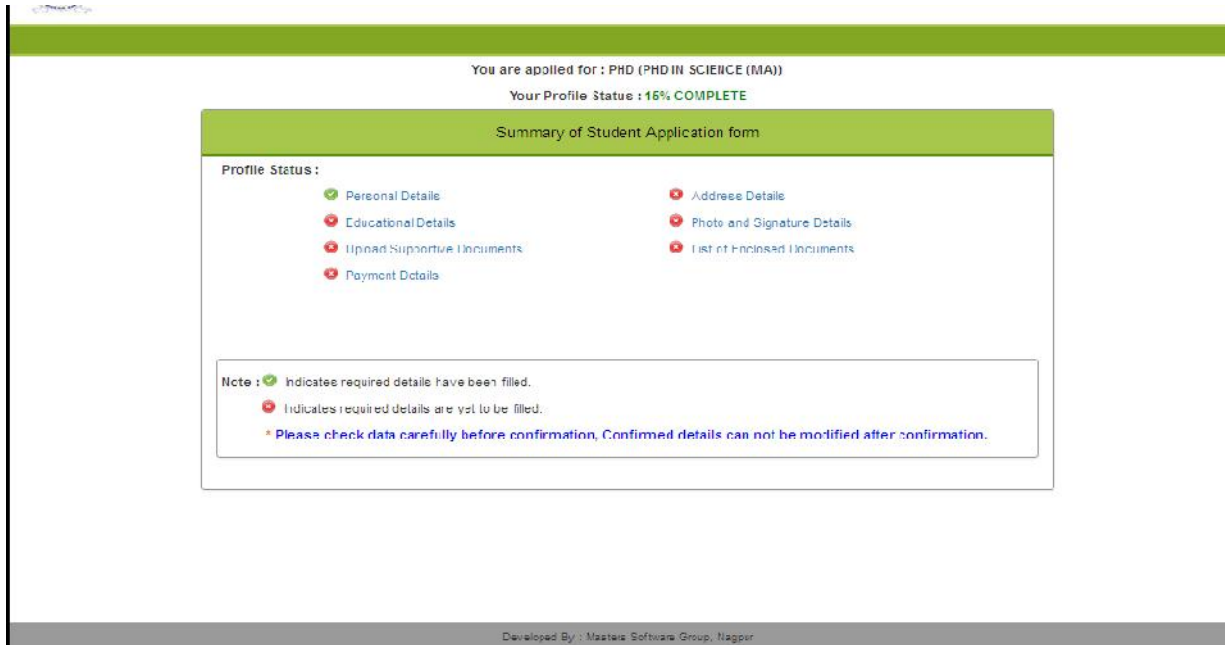 You are applied for : PHD (PHD IN SCIENCE (MA))
Your Profile Status : 15% COMPLETE
Summary of Student Application form
Profile Status :
Personal Details
Address Details
Educational Details
Photo and Signature Details
Upload Supportive Documents
List of Enclosed Documents
Payment Details
Note : Indicates required details have been filled.
Indicates required details are yet to be filled.
* Please check data carefully before confirmation, Confirmed details can not be modified after confirmation.
Developed By : Masters Software Group, Nagpur